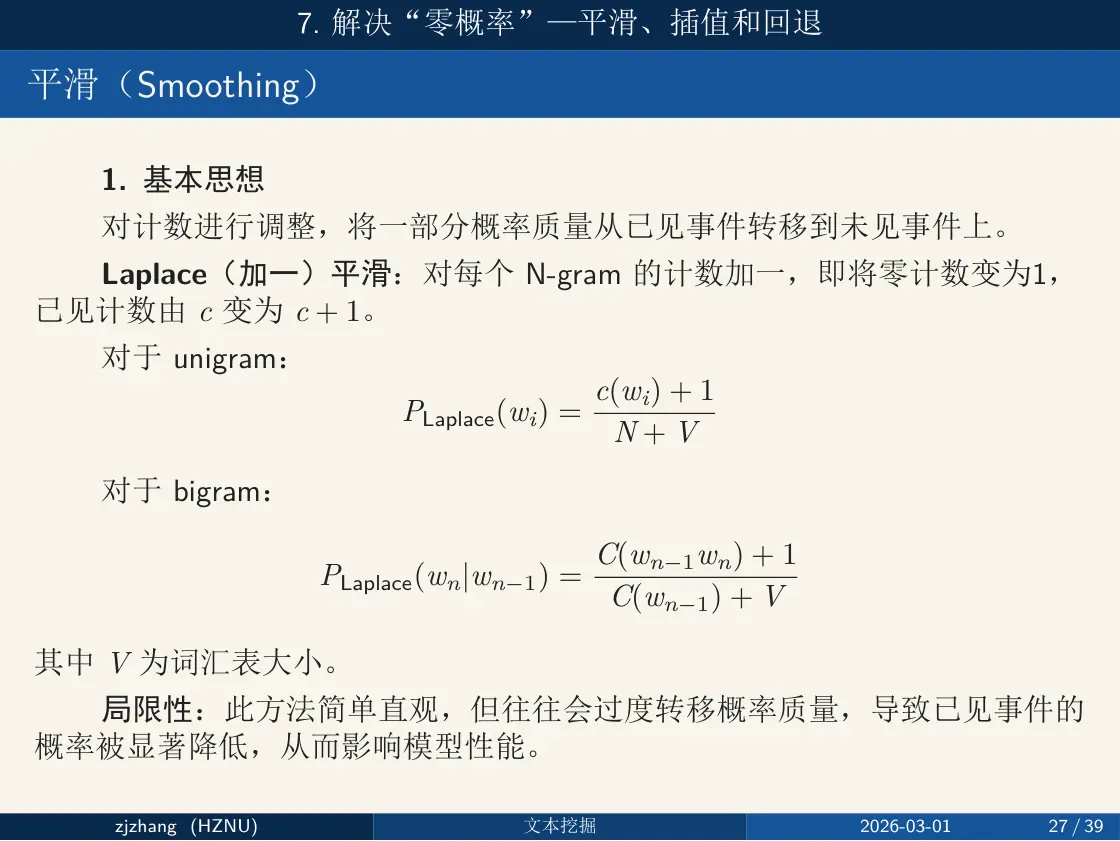 7. 解决“零概率”—平滑、插值和回退
平滑（Smoothing）
1. 基本思想
对计数进行调整，将一部分概率质量从已见事件转移到未见事件上。
Laplace（加一）平滑：对每个 N-gram 的计数加一，即将零计数变为1，
已见计数由 c 变为 c + 1。
对于 unigram：
P_Laplace(w_i) = (c(w_i) + 1) / (N + V)
对于 bigram：
P_Laplace(w_n|w_{n−1}) = (C(w_{n−1}w_n) + 1) / (C(w_{n−1}) + V)
其中 V 为词汇表大小。
局限性：此方法简单直观，但往往会过度转移概率质量，导致已见事件的
概率被显著降低，从而影响模型性能。
zjzhang (HZNU) 文本挖掘 2026-03-01 27 / 39